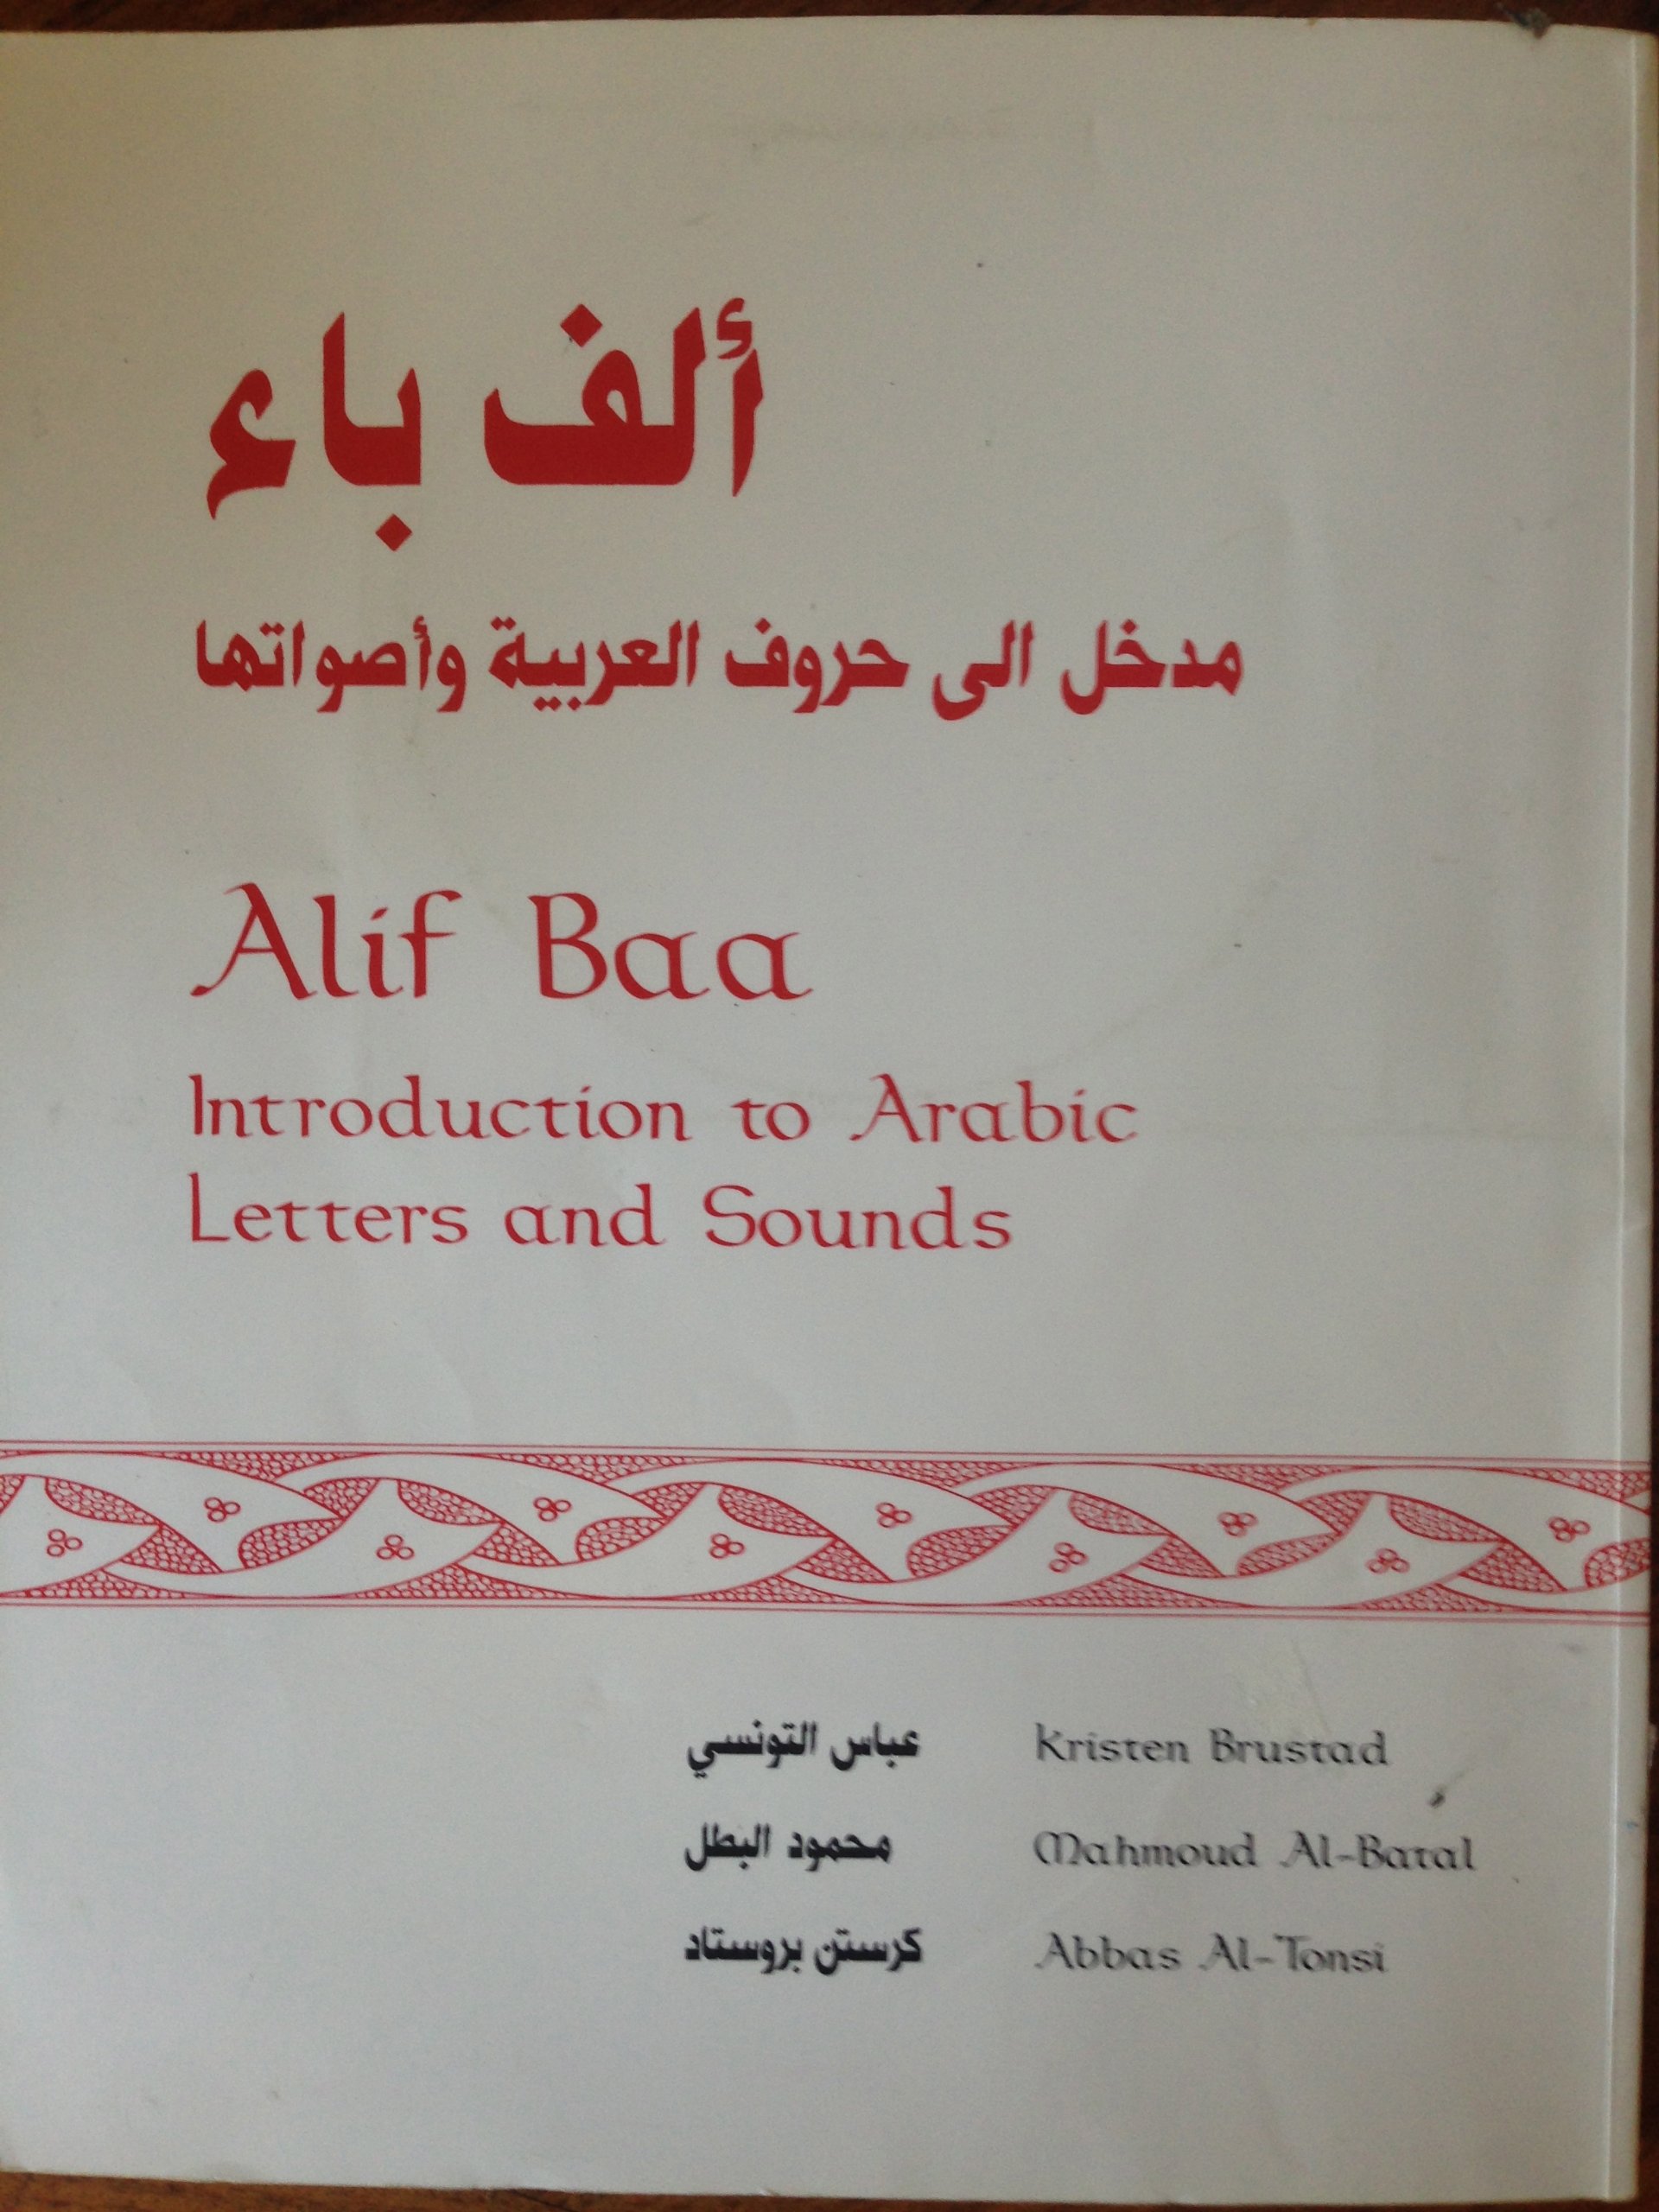 ألف باء
مدخل الى حروف العربية وأصواتها
Alif Baa
Introduction to Arabic
Letters and Sounds
عباس التونسي
Kristen Brustad
محمود البطل
Mahmoud Al-Batal
كرستن بروستاد
Abbas Al-Tonsi